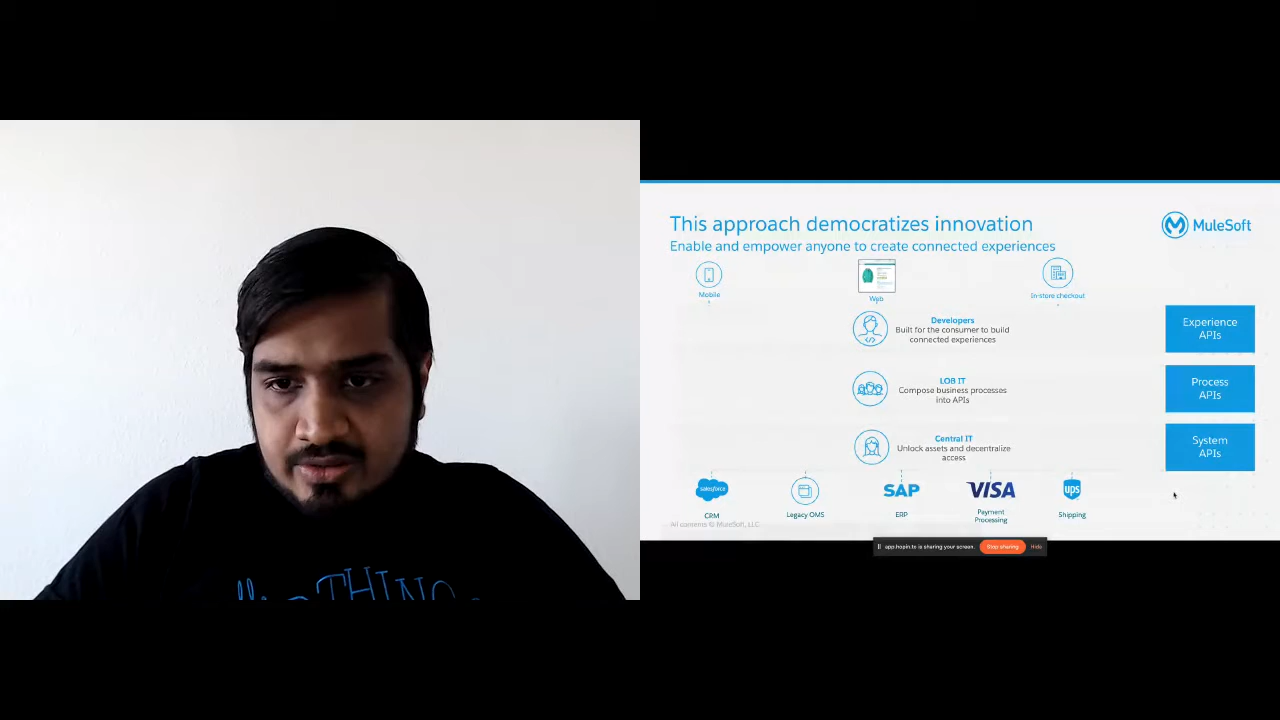 This approach democratizes innovation
Enable and empower anyone to create connected experiences
MuleSoft
Mobile
Web
In-store checkout
Developers
Built for the consumer to build
connected experiences
Experience
APIs
LOB IT
Compose business processes
into APIs
Process
APIs
Central IT
Unlock assets and decentralize
access
System
APIs
salesforce
CRM
Legacy OMS
SAP
ERP
VISA
Payment
Processing
ups
Shipping
All contents © MuleSoft, LLC
app.hopin.to is sharing your screen.
Stop sharing
Hide
THING